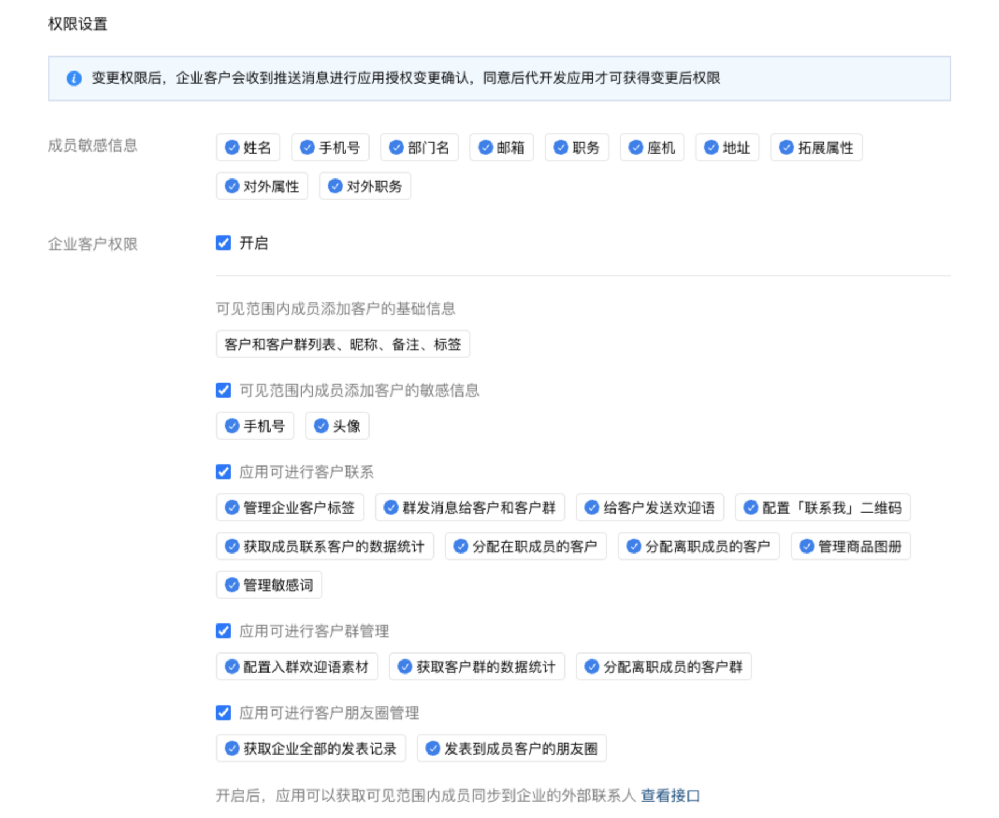 权限设置
变更权限后，企业客户会收到推送消息进行应用授权变更确认，同意后代开发应用才可获得变更后权限
成员敏感信息
姓名 手机号 部门名 邮箱 职务 座机 地址 拓展属性
对外属性 对外职务
企业客户权限
开启
可见范围内成员添加客户的基础信息
客户和客户群列表、昵称、备注、标签
可见范围内成员添加客户的敏感信息
手机号 头像
应用可进行客户联系
管理企业客户标签 群发消息给客户和客户群 给客户发送欢迎语 配置「联系我」二维码
获取成员联系客户的数据统计 分配在职成员的客户 分配离职成员的客户 管理商品图册
管理敏感词
应用可进行客户群管理
配置入群欢迎语素材 获取客户群的数据统计 分配离职成员的客户群
应用可进行客户朋友圈管理
获取企业全部的发表记录 发表到成员客户的朋友圈
开启后，应用可以获取可见范围内成员同步到企业的外部联系人 查看接口